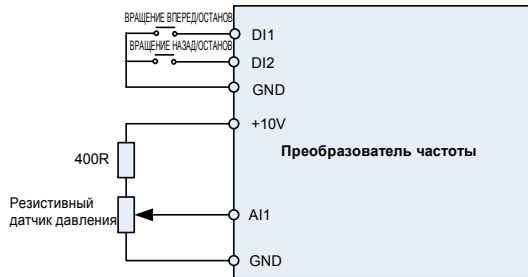 ВРАЩЕНИЕ ВПЕРЕД/ОСТАНОВ
DI1
ВРАЩЕНИЕ НАЗАД/ОСТАНОВ
DI2
GND
+10V
Преобразователь частоты
400R
Резистивный
датчик давления
AI1
GND